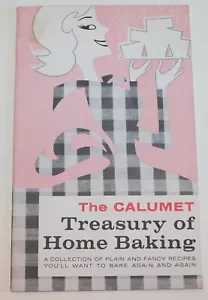 The CALUMET
Treasury of
Home Baking
A COLLECTION OF PLAIN AND FANCY RECIPES
YOU'LL WANT TO BAKE AGAIN AND AGAIN